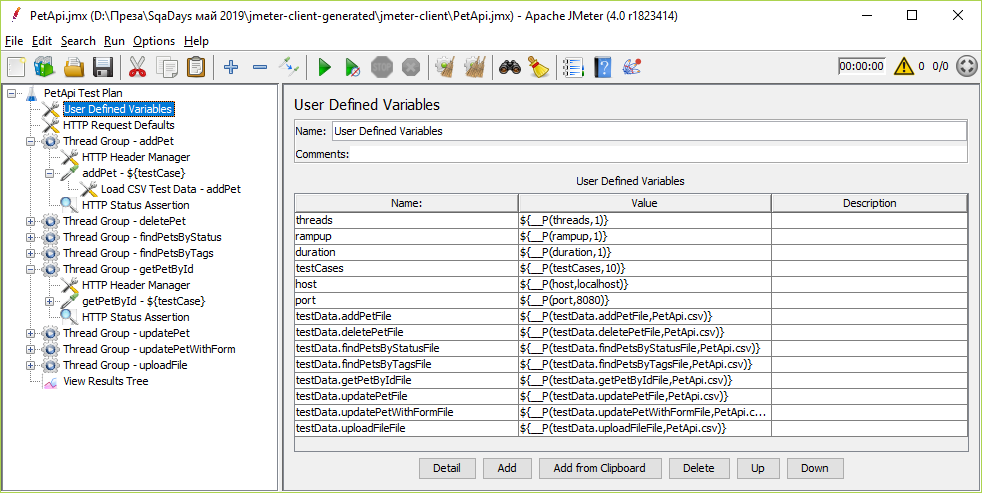 PetApi.jmx (D:\Преза\SqaDays май 2019\jmeter-client-generated\jmeter-client\PetApi.jmx) - Apache JMeter (4.0 r1823414)
File Edit Search Run Options Help
00:00:00 0 0/0
PetApi Test Plan
User Defined Variables
HTTP Request Defaults
Thread Group - addPet
HTTP Header Manager
addPet - ${testCase}
Load CSV Test Data - addPet
HTTP Status Assertion
Thread Group - deletePet
Thread Group - findPetsByStatus
Thread Group - findPetsByTags
Thread Group - getPetById
HTTP Header Manager
getPetById - ${testCase}
HTTP Status Assertion
Thread Group - updatePet
Thread Group - updatePetWithForm
Thread Group - uploadFile
View Results Tree
User Defined Variables
Name: User Defined Variables
Comments:
User Defined Variables
Name: Value Description
threads ${__P(threads,1)}
rampup ${__P(rampup,1)}
duration ${__P(duration,1)}
testCases ${__P(testCases,10)}
host ${__P(host,localhost)}
port ${__P(port,8080)}
testData.addPetFile ${__P(testData.addPetFile,PetApi.csv)}
testData.deletePetFile ${__P(testData.deletePetFile,PetApi.csv)}
testData.findPetsByStatusFile ${__P(testData.findPetsByStatusFile,PetApi.csv)}
testData.findPetsByTagsFile ${__P(testData.findPetsByTagsFile,PetApi.csv)}
testData.getPetByIdFile ${__P(testData.getPetByIdFile,PetApi.csv)}
testData.updatePetFile ${__P(testData.updatePetFile,PetApi.csv)}
testData.updatePetWithFormFile ${__P(testData.updatePetWithFormFile,PetApi.c...
testData.uploadFileFile ${__P(testData.uploadFileFile,PetApi.csv)}
Detail Add Add from Clipboard Delete Up Down